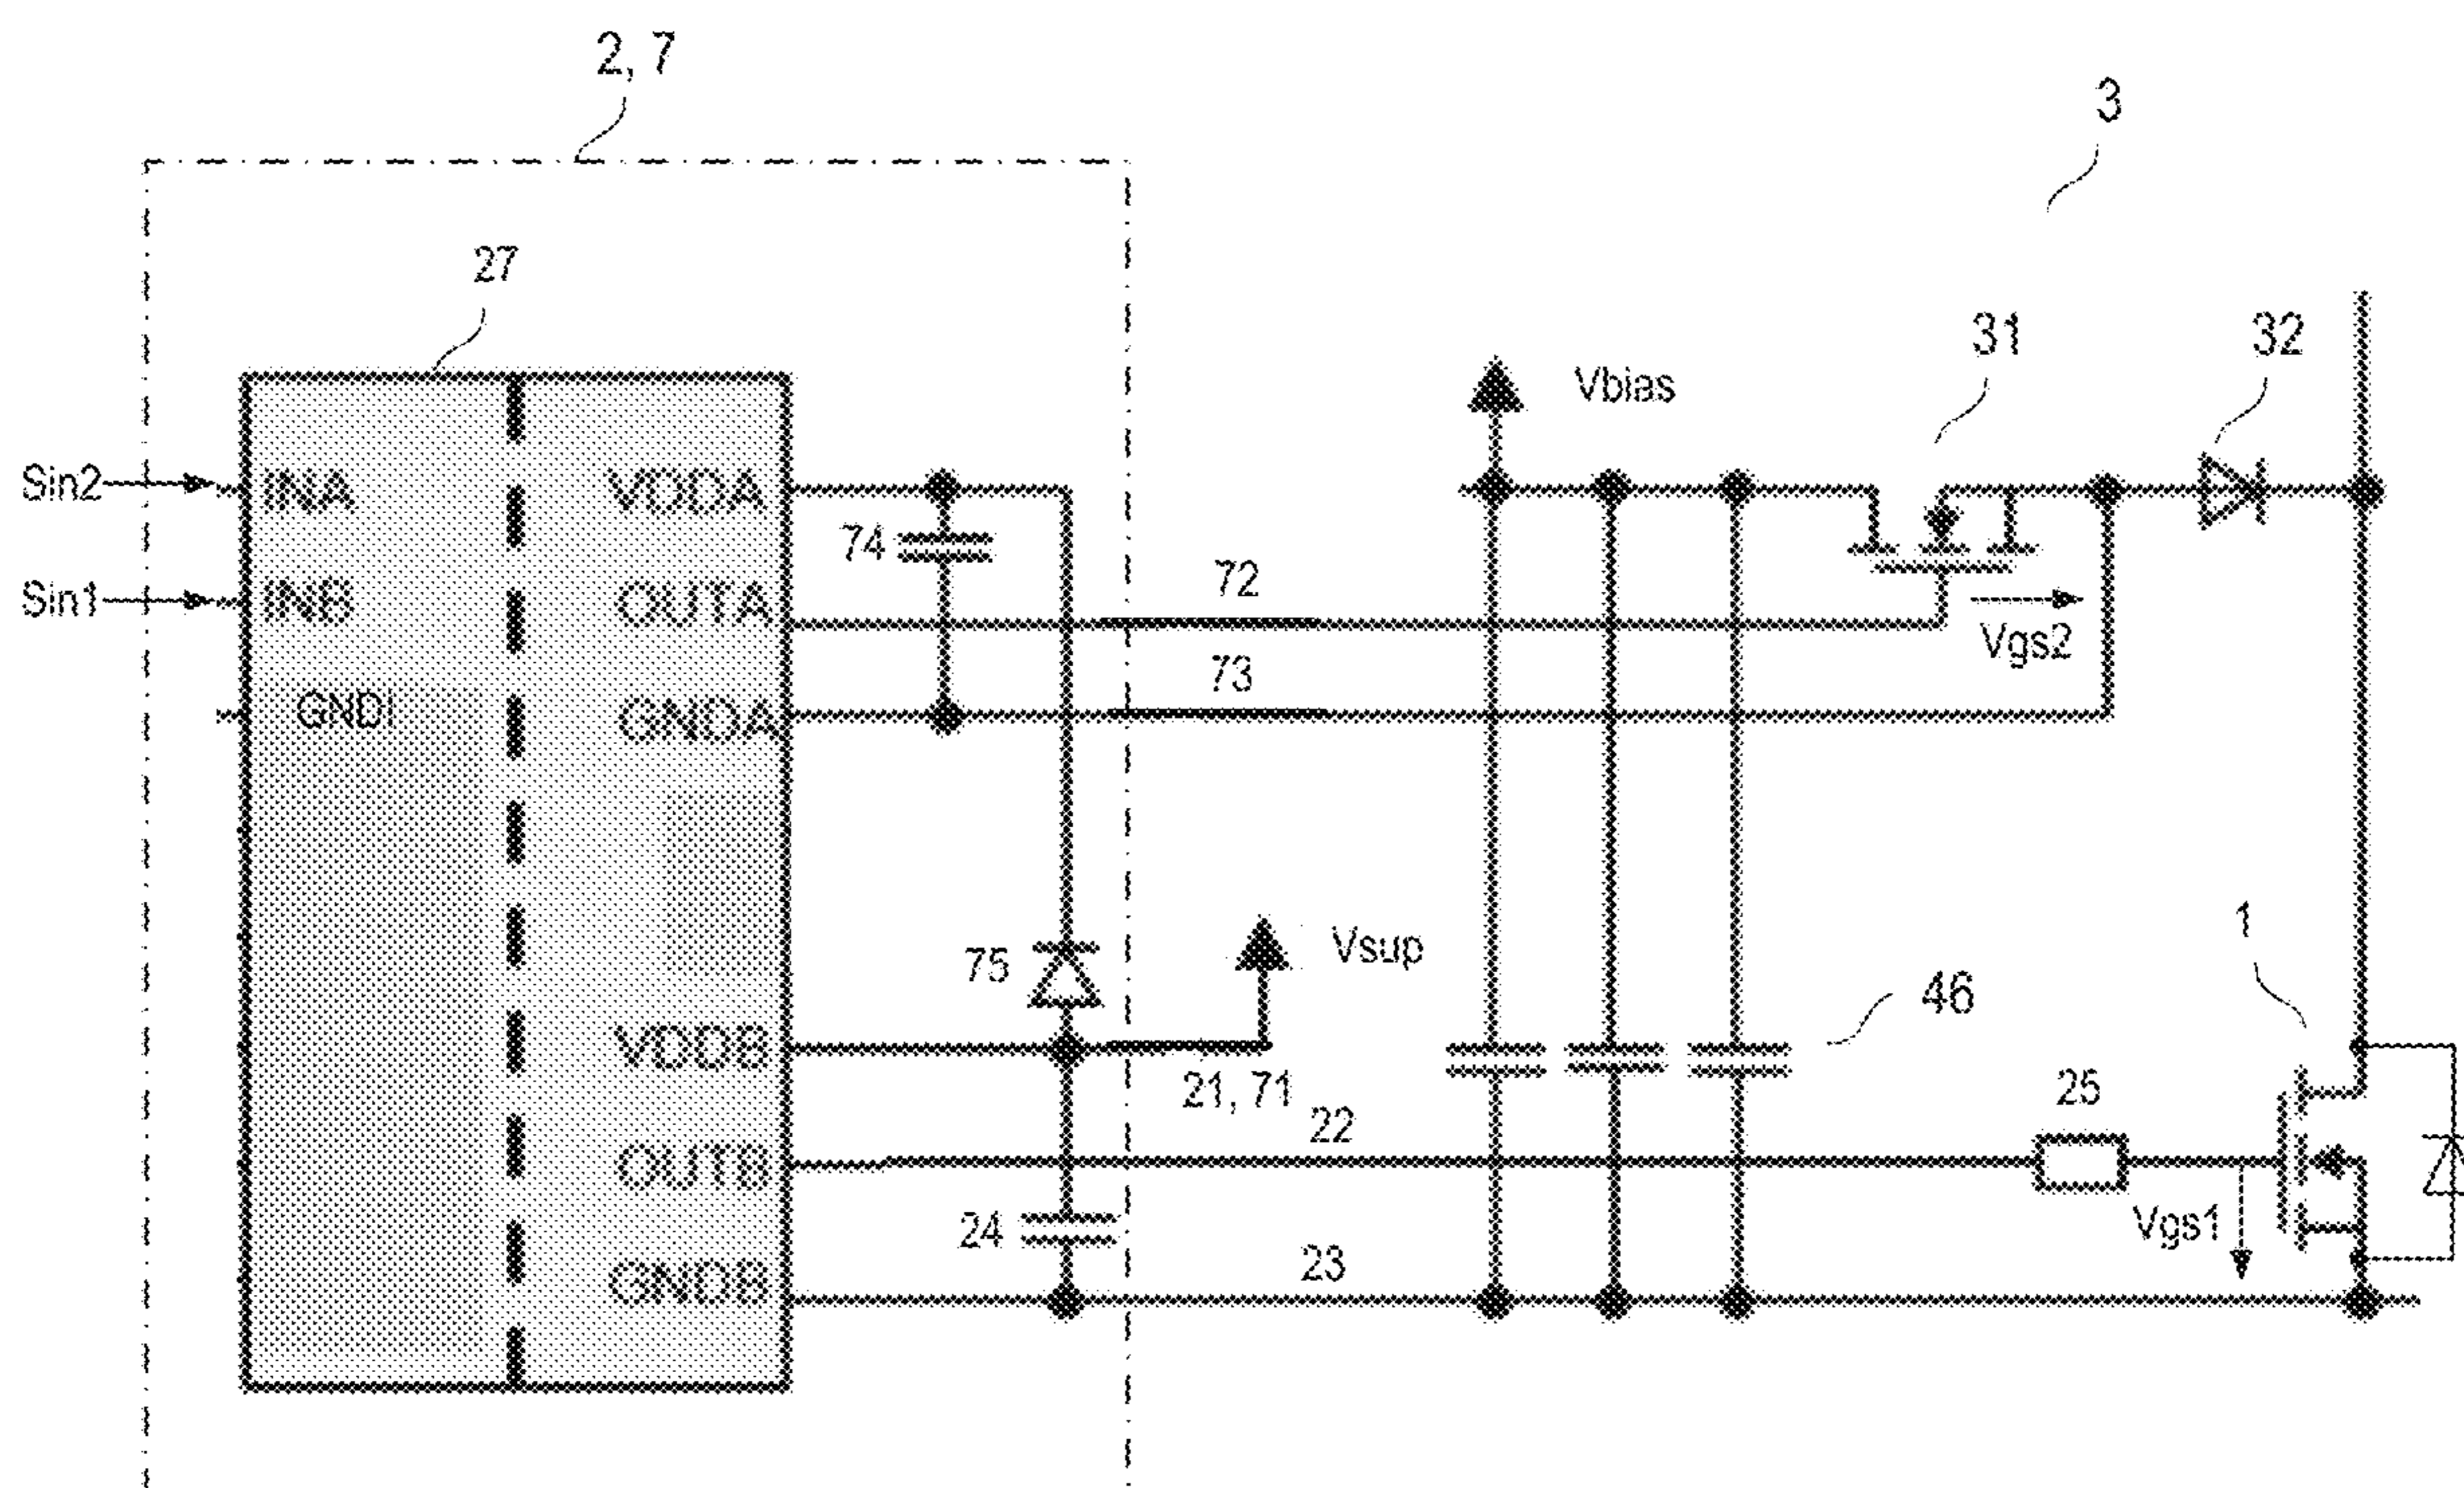 2, 7
3
27
31
32
Vbias
Sin2
INA
VDDA
74
Sin1
INB
OUTA
72
Vgs2
GNDI
GNDA
73
75
Vsup
1
46
VDDB
21, 71
25
22
OUTB
Vgs1
24
23
GNDB